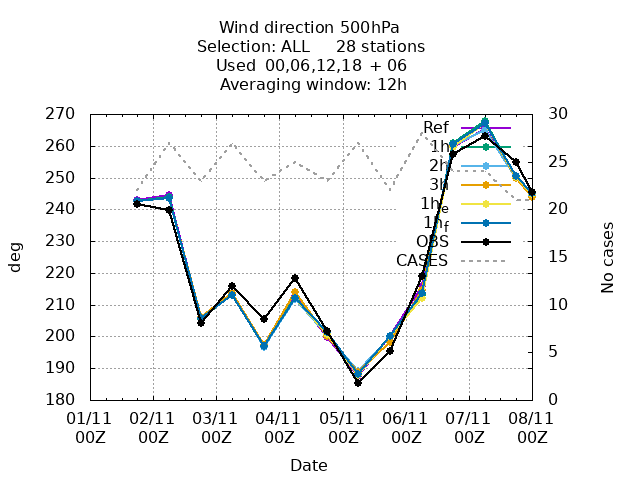 Wind direction 500hPa
Selection: ALL 28 stations
Used 00,06,12,18 + 06
Averaging window: 12h
270
260
250
240
230
220
210
200
190
180
deg
30
25
20
15
10
5
0
No cases
Ref
1h
2h
3h
1he
1hf
OBS
CASES
01/11 02/11 03/11 04/11 05/11 06/11 07/11 08/11
00Z 00Z 00Z 00Z 00Z 00Z 00Z 00Z
Date